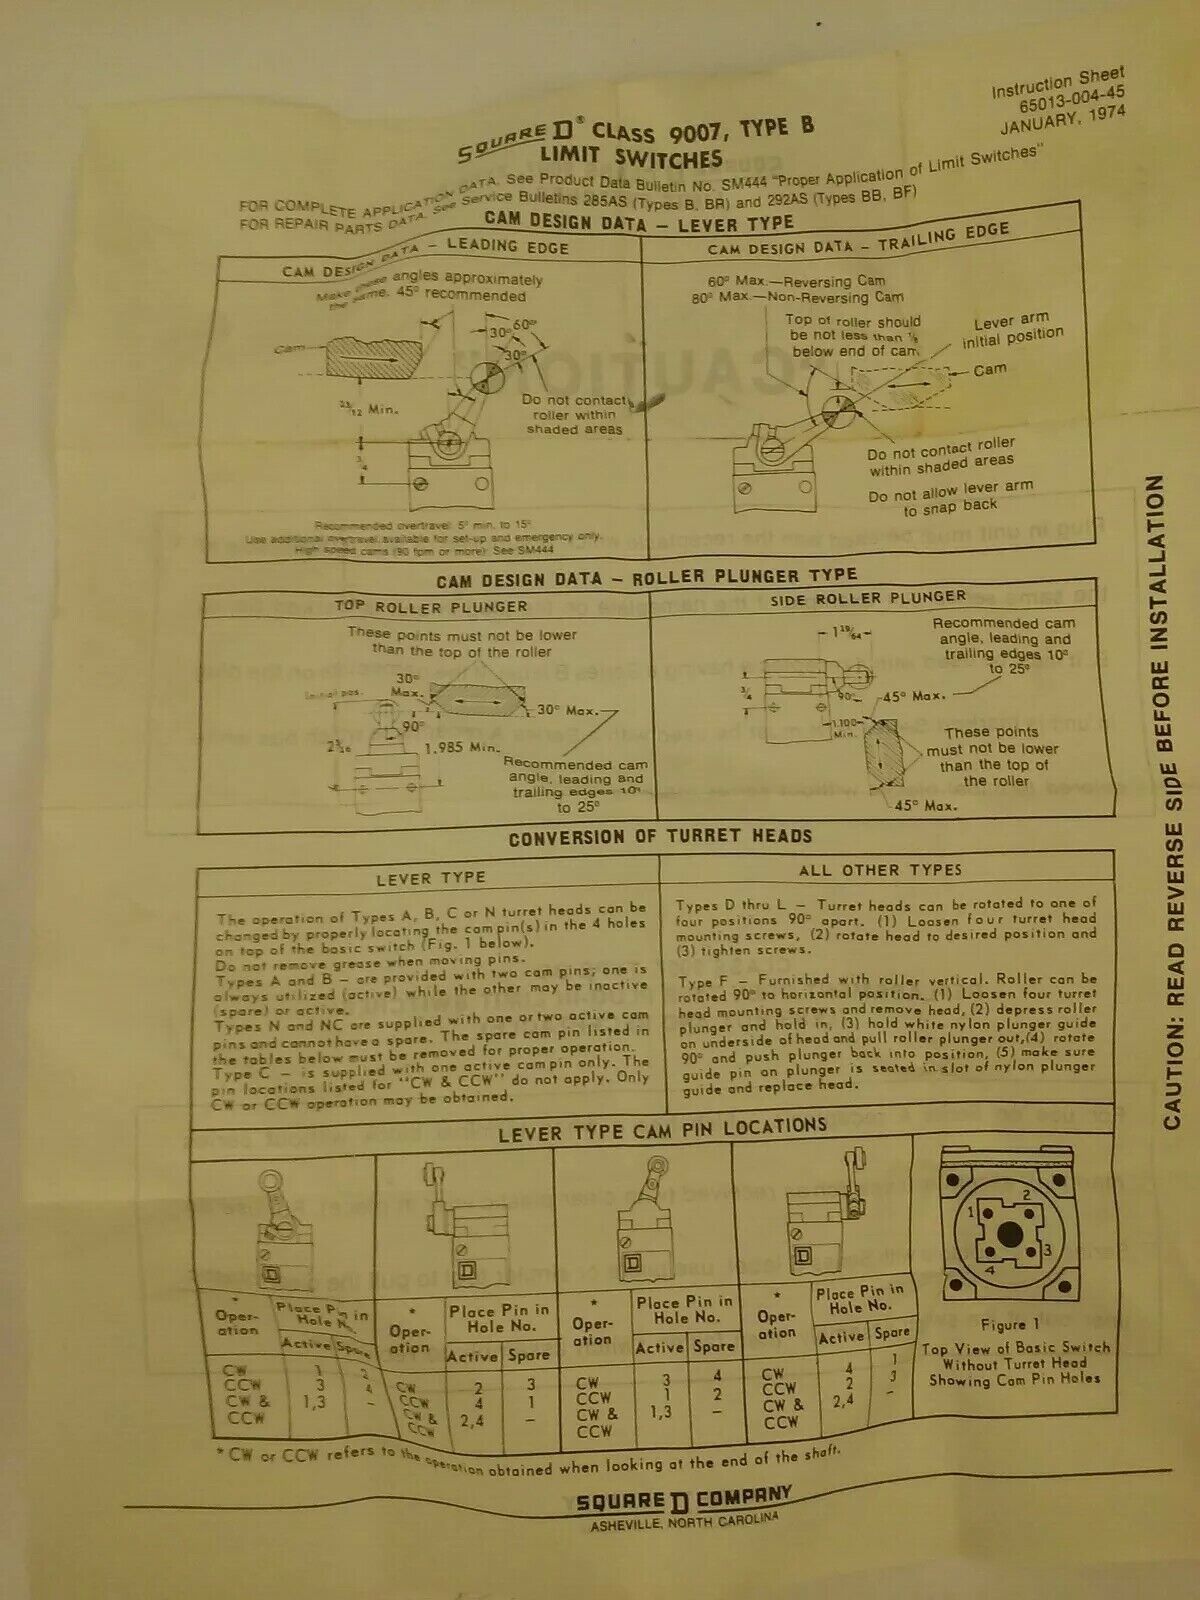 Instruction Sheet
65013-004-45
JANUARY, 1974
SQUARE D® CLASS 9007, TYPE B
LIMIT SWITCHES
FOR COMPLETE APPLICATION DATA. See Product Data Bulletin No. SM444 "Proper Application of Limit Switches"
FOR REPAIR PARTS DATA. See Service Bulletins 285AS (Types B, BR) and 292AS (Types BB, BF)
CAM DESIGN DATA – LEVER TYPE
CAM DESIGN DATA – LEADING EDGE
Make these angles approximately
the same. 45° recommended
Cam
30°
60°
30°
Min.
3/4
Do not contact
roller within
shaded areas
Recommended overtravel: 5° min. to 15°
Use additional overtravel available for set-up and emergency only.
High speed cams (90 fpm or more): See SM444
CAM DESIGN DATA – TRAILING EDGE
60° Max.—Reversing Cam
80° Max.—Non-Reversing Cam
Top of roller should
be not less than
below end of cam
Lever arm
initial position
Cam
Do not contact roller
within shaded areas
Do not allow lever arm
to snap back
CAM DESIGN DATA – ROLLER PLUNGER TYPE
TOP ROLLER PLUNGER
These points must not be lower
than the top of the roller
Initial pos.
30°
Max.
30° Max.
90°
1.985 Min.
Recommended cam
angle, leading and
trailing edges 10°
to 25°
SIDE ROLLER PLUNGER
1 19/64
3/4
90°
1.100
Min.
Recommended cam
angle, leading and
trailing edges 10°
to 25°
45° Max.
These points
must not be lower
than the top of
the roller
45° Max.
CONVERSION OF TURRET HEADS
LEVER TYPE
The operation of Types A, B, C or N turret heads can be
changed by properly locating the cam pin(s) in the 4 holes
on top of the basic switch (Fig. 1 below).
Do not remove grease when moving pins.
Types A and B – are provided with two cam pins; one is
always utilized (active) while the other may be inactive
(spare) or active.
Types N and NC are supplied with one or two active cam
pins and cannot have a spare. The spare cam pin listed in
the tables below must be removed for proper operation.
Type C – is supplied with one active cam pin only. The
pin locations listed for "CW & CCW" do not apply. Only
CW or CCW operation may be obtained.
ALL OTHER TYPES
Types D thru L – Turret heads can be rotated to one of
four positions 90° apart. (1) Loosen four turret head
mounting screws, (2) rotate head to desired position and
(3) tighten screws.
Type F – Furnished with roller vertical. Roller can be
rotated 90° to horizontal position. (1) Loosen four turret
head mounting screws and remove head, (2) depress roller
plunger and hold in, (3) hold white nylon plunger guide
on underside of head and pull roller plunger out, (4) rotate
90° and push plunger back into position, (5) make sure
guide pin on plunger is seated in slot of nylon plunger
guide and replace head.
LEVER TYPE CAM PIN LOCATIONS
D
* Operation Place Pin in Hole No.
Active Spare
CW 1 2
CCW 3 4
CW & CCW 1,3 –
D
* Operation Place Pin in Hole No.
Active Spare
CW 2 3
CCW 4 1
CW & CCW 2,4 –
D
* Operation Place Pin in Hole No.
Active Spare
CW 3 4
CCW 1 2
CW & CCW 1,3 –
D
* Operation Place Pin in Hole No.
Active Spare
CW 4 1
CCW 2 3
CW & CCW 2,4 –
1 2
3
4
Figure 1
Top View of Basic Switch
Without Turret Head
Showing Cam Pin Holes
* CW or CCW refers to the operation obtained when looking at the end of the shaft.
SQUARE D COMPANY
ASHEVILLE, NORTH CAROLINA
CAUTION: READ REVERSE SIDE BEFORE INSTALLATION